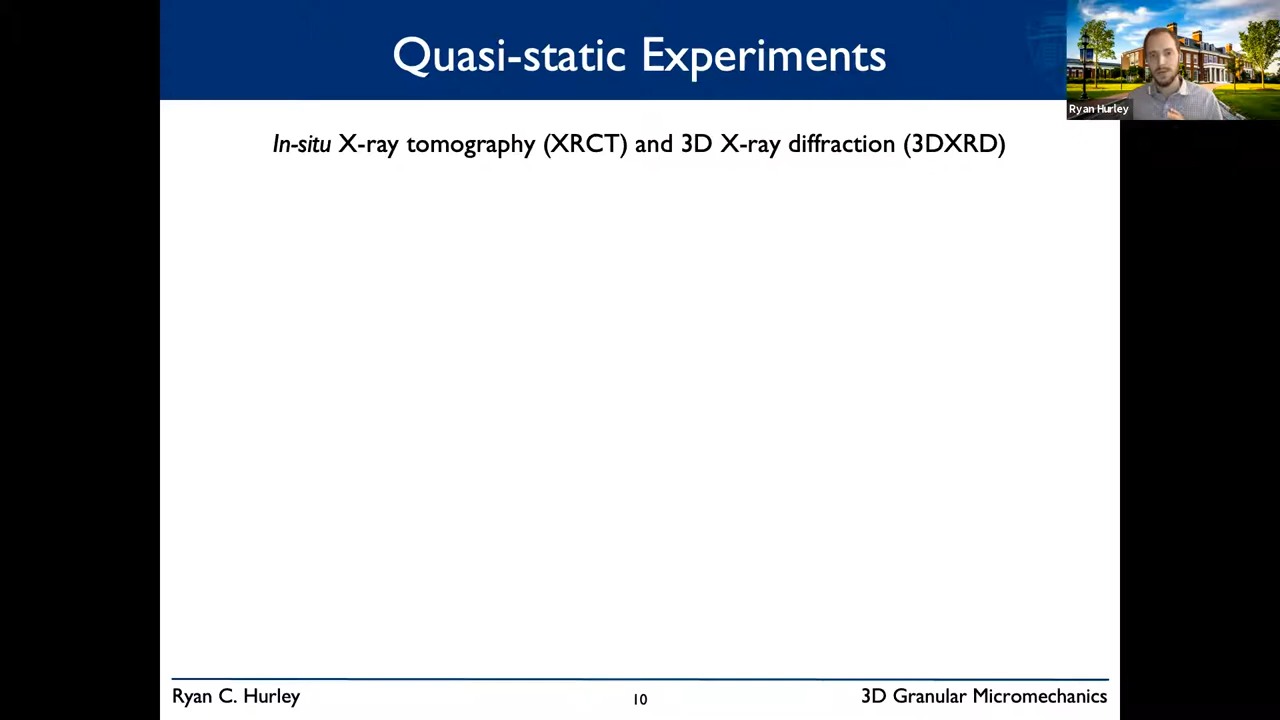 Quasi-static Experiments
Ryan Hurley
In-situ X-ray tomography (XRCT) and 3D X-ray diffraction (3DXRD)
Ryan C. Hurley
10
3D Granular Micromechanics